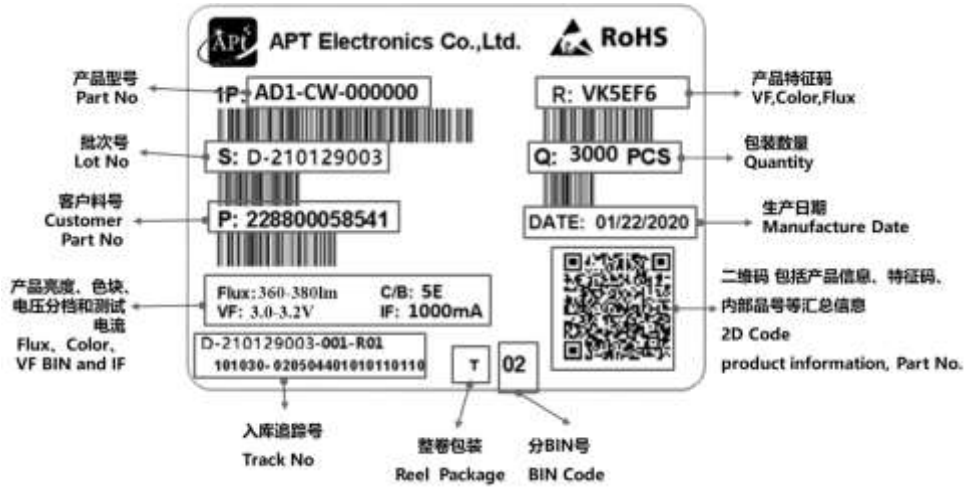 APT
APT Electronics Co.,Ltd.
RoHS
产品型号
Part No
1P: AD1-CW-000000
R: VK5EF6
产品特征码
VF,Color,Flux
批次号
Lot No
S: D-210129003
Q: 3000 PCS
包装数量
Quantity
客户料号
Customer
Part No
P: 228800058541
DATE: 01/22/2020
生产日期
Manufacture Date
产品亮度、色块、
电压分档和测试
电流
Flux、Color、
VF BIN and IF
Flux:360-380lm
C/B: 5E
VF: 3.0-3.2V
IF: 1000mA
D-210129003-001-R01
101030-020504401010110110
T
02
二维码 包括产品信息、特征码、
内部品号等汇总信息
2D Code
product information, Part No.
入库追踪号
Track No
整卷包装
Reel Package
分BIN号
BIN Code